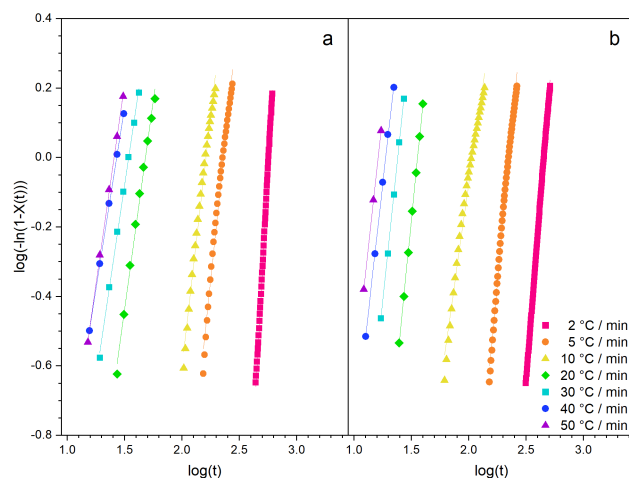 a
b
0.4
0.2
0.0
-0.2
-0.4
-0.6
-0.8
log(-ln(1-X(t)))
2 °C / min
5 °C / min
10 °C / min
20 °C / min
30 °C / min
40 °C / min
50 °C / min
1.0 1.5 2.0 2.5 3.0 1.0 1.5 2.0 2.5 3.0
log(t) log(t)